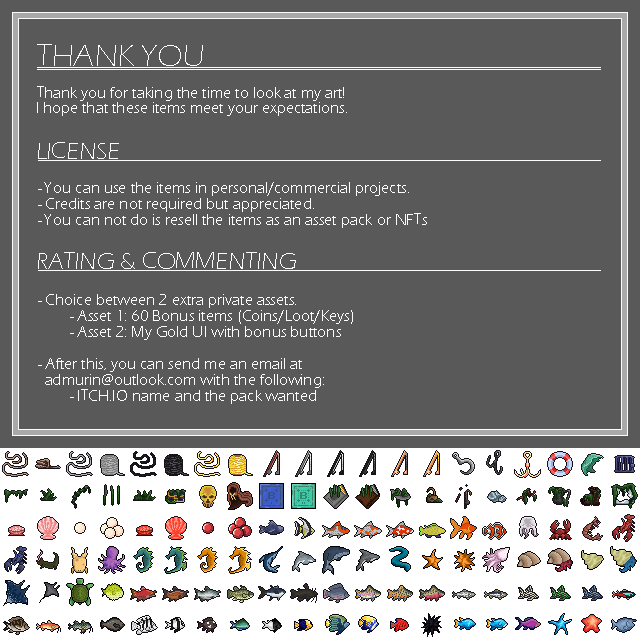 THANK YOU
Thank you for taking the time to look at my art!
I hope that these items meet your expectations.
LICENSE
-You can use the items in personal/commercial projects.
- Credits are not required but appreciated.
-You can not do is resell the items as an asset pack or NFTs
RATING & COMMENTING
- Choice between 2 extra private assets.
- Asset 1: 60 Bonus items (Coins/Loot/Keys)
- Asset 2: My Gold UI with bonus buttons
- After this, you can send me an email at
admurin@outlook.com with the following:
- ITCH.IO name and the pack wanted